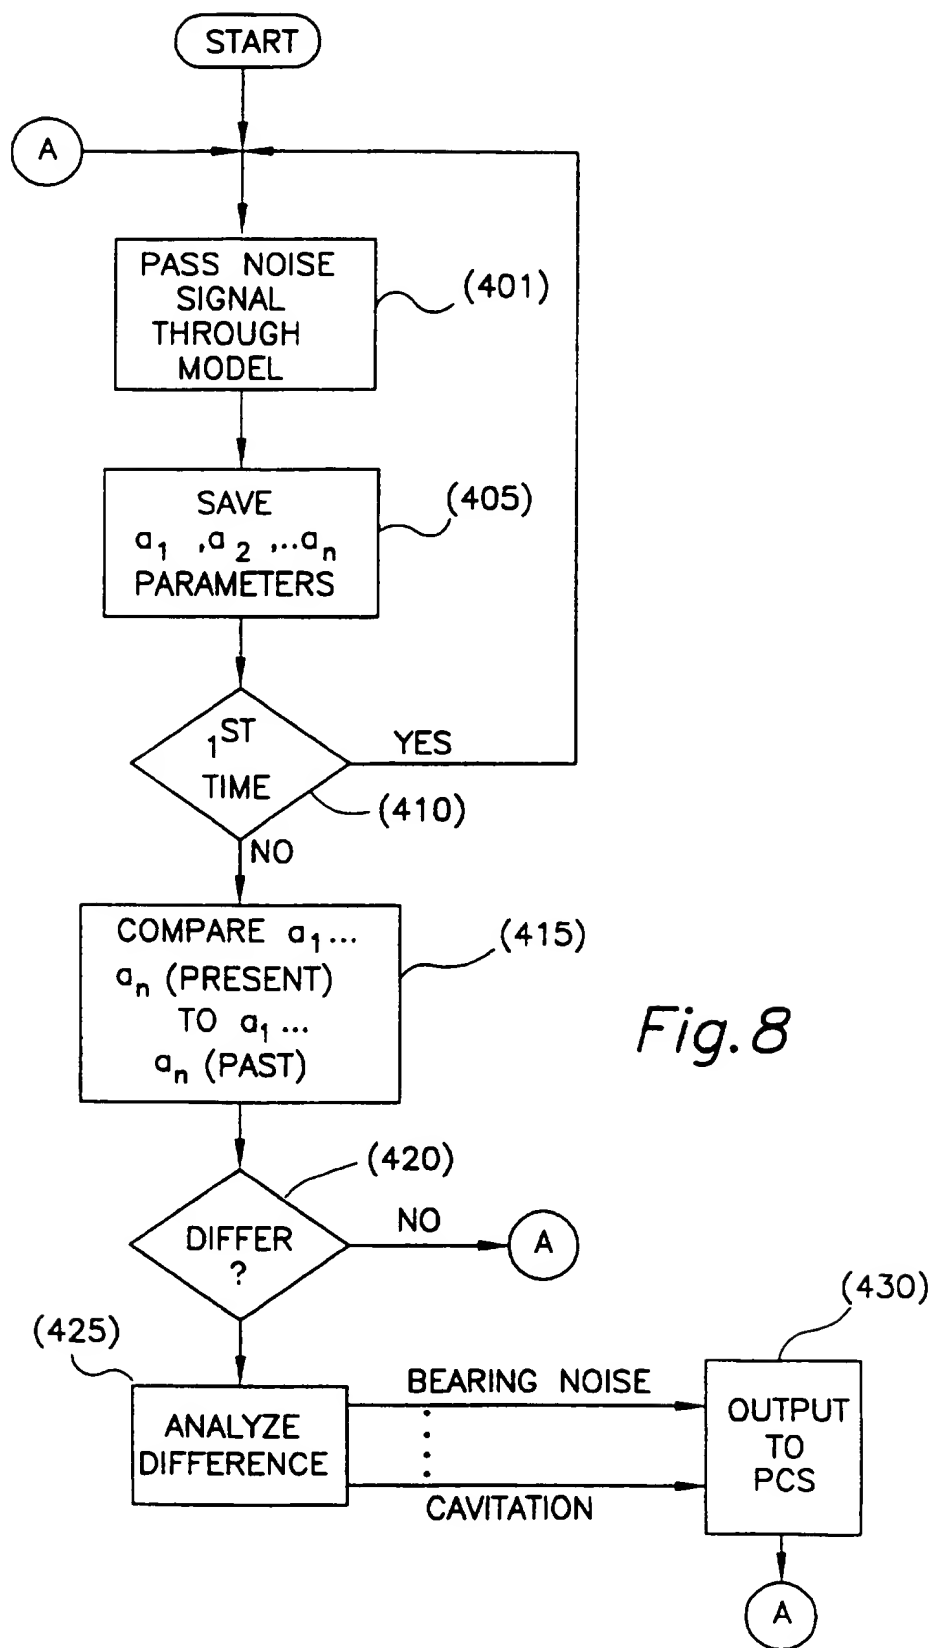 START
A
PASS NOISE
SIGNAL
THROUGH
MODEL
(401)
SAVE
a1 ,a2 ,..an
PARAMETERS
(405)
1ST
TIME
YES
(410)
NO
COMPARE a1...
an (PRESENT)
TO a1...
an (PAST)
(415)
Fig. 8
(420)
DIFFER
?
NO
A
(425)
ANALYZE
DIFFERENCE
BEARING NOISE
CAVITATION
(430)
OUTPUT
TO
PCS
A